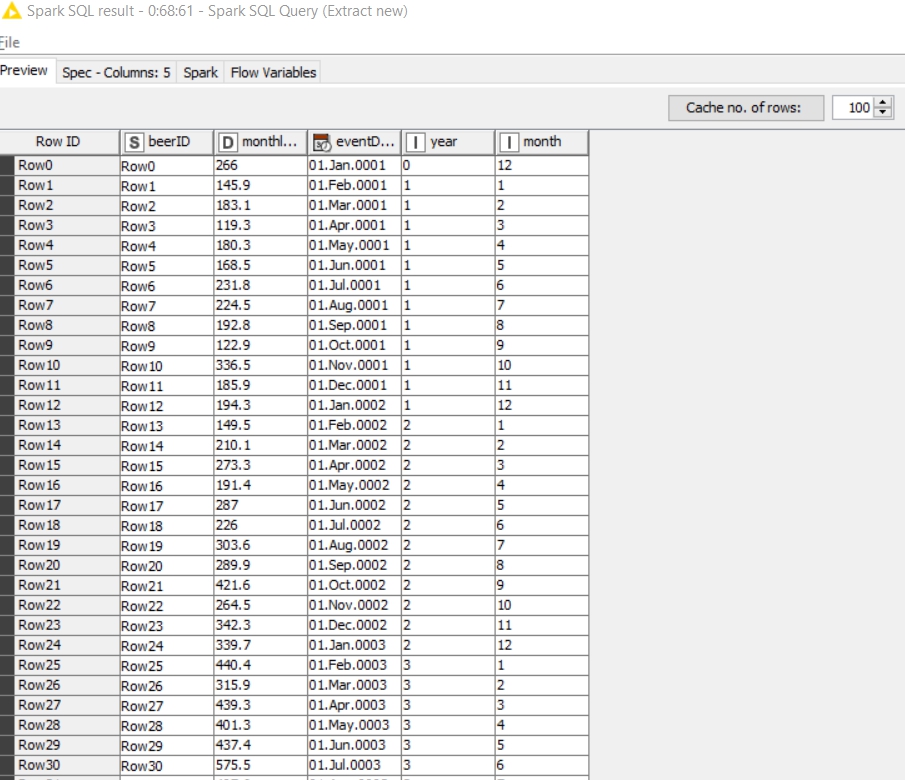 Spark SQL result - 0:68:61 - Spark SQL Query (Extract new)
File
Preview Spec - Columns: 5 Spark Flow Variables
Cache no. of rows: 100
Row ID S beerID D monthl... eventD... I year I month
Row0 Row0 266 01.Jan.0001 0 12
Row1 Row1 145.9 01.Feb.0001 1 1
Row2 Row2 183.1 01.Mar.0001 1 2
Row3 Row3 119.3 01.Apr.0001 1 3
Row4 Row4 180.3 01.May.0001 1 4
Row5 Row5 168.5 01.Jun.0001 1 5
Row6 Row6 231.8 01.Jul.0001 1 6
Row7 Row7 224.5 01.Aug.0001 1 7
Row8 Row8 192.8 01.Sep.0001 1 8
Row9 Row9 122.9 01.Oct.0001 1 9
Row10 Row10 336.5 01.Nov.0001 1 10
Row11 Row11 185.9 01.Dec.0001 1 11
Row12 Row12 194.3 01.Jan.0002 1 12
Row13 Row13 149.5 01.Feb.0002 2 1
Row14 Row14 210.1 01.Mar.0002 2 2
Row15 Row15 273.3 01.Apr.0002 2 3
Row16 Row16 191.4 01.May.0002 2 4
Row17 Row17 287 01.Jun.0002 2 5
Row18 Row18 226 01.Jul.0002 2 6
Row19 Row19 303.6 01.Aug.0002 2 7
Row20 Row20 289.9 01.Sep.0002 2 8
Row21 Row21 421.6 01.Oct.0002 2 9
Row22 Row22 264.5 01.Nov.0002 2 10
Row23 Row23 342.3 01.Dec.0002 2 11
Row24 Row24 339.7 01.Jan.0003 2 12
Row25 Row25 440.4 01.Feb.0003 3 1
Row26 Row26 315.9 01.Mar.0003 3 2
Row27 Row27 439.3 01.Apr.0003 3 3
Row28 Row28 401.3 01.May.0003 3 4
Row29 Row29 437.4 01.Jun.0003 3 5
Row30 Row30 575.5 01.Jul.0003 3 6